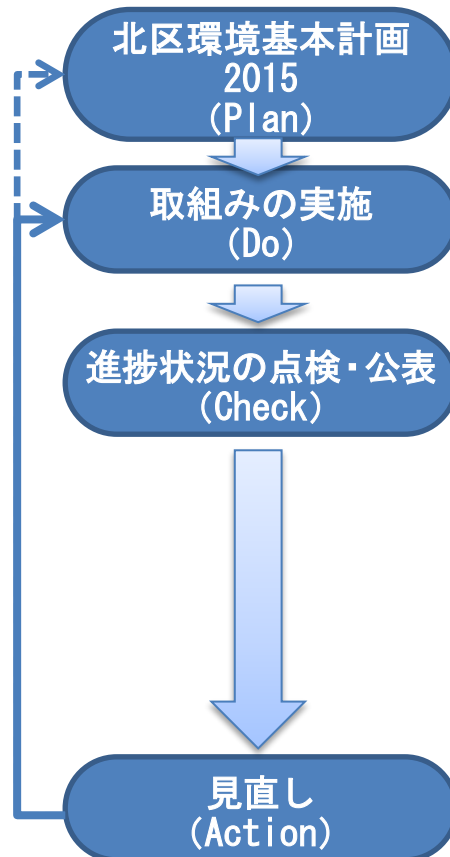 北区環境基本計画
2015
(Plan)
取組みの実施
(Do)
進捗状況の点検・公表
(Check)
見直し
(Action)